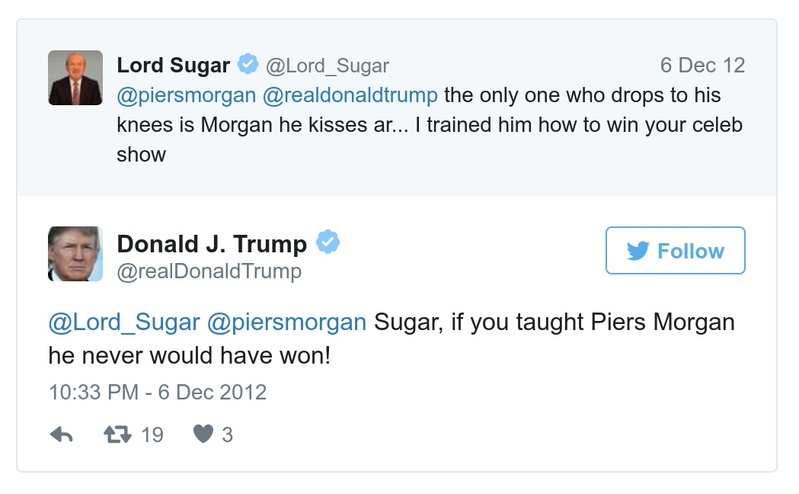 Lord Sugar @Lord_Sugar 6 Dec 12
@piersmorgan @realdonaldtrump the only one who drops to his
knees is Morgan he kisses ar... I trained him how to win your celeb
show
Donald J. Trump
@realDonaldTrump
Follow
@Lord_Sugar @piersmorgan Sugar, if you taught Piers Morgan
he never would have won!
10:33 PM - 6 Dec 2012
19 3